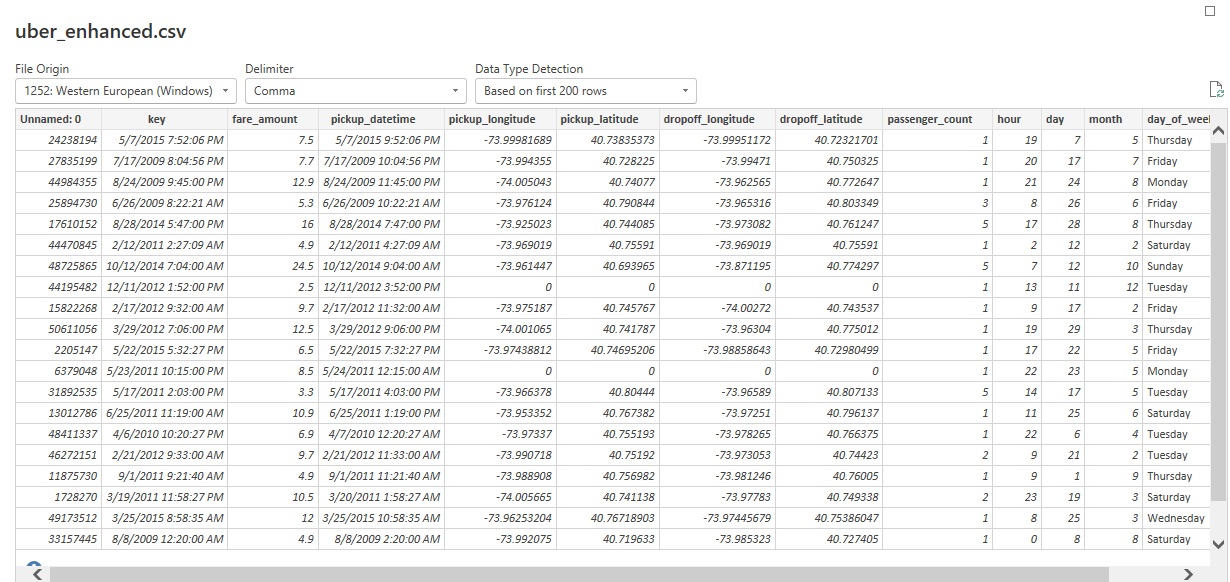 uber_enhanced.csv
File Origin Delimiter Data Type Detection
1252: Western European (Windows) Comma Based on first 200 rows
Unnamed: 0 key fare_amount pickup_datetime pickup_longitude pickup_latitude dropoff_longitude dropoff_latitude passenger_count hour day month day_of_weel
24238194 5/7/2015 7:52:06 PM 7.5 5/7/2015 9:52:06 PM -73.99981689 40.73835373 -73.99951172 40.72321701 1 19 7 5 Thursday
27835199 7/17/2009 8:04:56 PM 7.7 7/17/2009 10:04:56 PM -73.994355 40.728225 -73.99471 40.750325 1 20 17 7 Friday
44984355 8/24/2009 9:45:00 PM 12.9 8/24/2009 11:45:00 PM -74.005043 40.74077 -73.962565 40.772647 1 21 24 8 Monday
25894730 6/26/2009 8:22:21 AM 5.3 6/26/2009 10:22:21 AM -73.976124 40.790844 -73.965316 40.803349 3 8 26 6 Friday
17610152 8/28/2014 5:47:00 PM 16 8/28/2014 7:47:00 PM -73.925023 40.744085 -73.973082 40.761247 5 17 28 8 Thursday
44470845 2/12/2011 2:27:09 AM 4.9 2/12/2011 4:27:09 AM -73.969019 40.75591 -73.969019 40.75591 1 2 12 2 Saturday
48725865 10/12/2014 7:04:00 AM 24.5 10/12/2014 9:04:00 AM -73.961447 40.693965 -73.871195 40.774297 5 7 12 10 Sunday
44195482 12/11/2012 1:52:00 PM 2.5 12/11/2012 3:52:00 PM 0 0 0 0 1 13 11 12 Tuesday
15822268 2/17/2012 9:32:00 AM 9.7 2/17/2012 11:32:00 AM -73.975187 40.745767 -74.00272 40.743537 1 9 17 2 Friday
50611056 3/29/2012 7:06:00 PM 12.5 3/29/2012 9:06:00 PM -74.001065 40.741787 -73.96304 40.775012 1 19 29 3 Thursday
2205147 5/22/2015 5:32:27 PM 6.5 5/22/2015 7:32:27 PM -73.97438812 40.74695206 -73.98858643 40.72980499 1 17 22 5 Friday
6379048 5/23/2011 10:15:00 PM 8.5 5/24/2011 12:15:00 AM 0 0 0 0 1 22 23 5 Monday
31892535 5/17/2011 2:03:00 PM 3.3 5/17/2011 4:03:00 PM -73.966378 40.80444 -73.96589 40.807133 5 14 17 5 Tuesday
13012786 6/25/2011 11:19:00 AM 10.9 6/25/2011 1:19:00 PM -73.953352 40.767382 -73.97251 40.796137 1 11 25 6 Saturday
48411337 4/6/2010 10:20:27 PM 6.9 4/7/2010 12:20:27 AM -73.97337 40.755193 -73.978265 40.766375 1 22 6 4 Tuesday
46272151 2/21/2012 9:33:00 AM 9.7 2/21/2012 11:33:00 AM -73.990718 40.75192 -73.973053 40.74423 2 9 21 2 Tuesday
11875730 9/1/2011 9:21:40 AM 4.9 9/1/2011 11:21:40 AM -73.988908 40.756982 -73.981246 40.76005 1 9 1 9 Thursday
1728270 3/19/2011 11:58:27 PM 10.5 3/20/2011 1:58:27 AM -74.005665 40.741138 -73.97783 40.749338 2 23 19 3 Saturday
49173512 3/25/2015 8:58:35 AM 12 3/25/2015 10:58:35 AM -73.96253204 40.76718903 -73.97445679 40.75386047 1 8 25 3 Wednesday
33157445 8/8/2009 12:20:00 AM 4.9 8/8/2009 2:20:00 AM -73.992075 40.719633 -73.985323 40.727405 1 0 8 8 Saturday